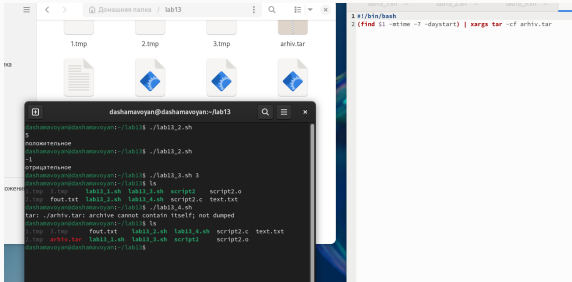 Домашняя папка / lab13
1.tmp 2.tmp 3.tmp arhiv.tar
dashamavoyan@dashamavoyan:~/lab13
dashamavoyan@dashamavoyan:~/lab13$ ./lab13_2.sh
5
положительное
dashamavoyan@dashamavoyan:~/lab13$ ./lab13_2.sh
-1
отрицательное
dashamavoyan@dashamavoyan:~/lab13$ ./lab13_3.sh 3
dashamavoyan@dashamavoyan:~/lab13$ ls
1.tmp 3.tmp lab13_1.sh lab13_3.sh script2 script2.o
2.tmp fout.txt lab13_2.sh lab13_4.sh script2.c text.txt
dashamavoyan@dashamavoyan:~/lab13$ ./lab13_4.sh
tar: ./arhiv.tar: archive cannot contain itself; not dumped
dashamavoyan@dashamavoyan:~/lab13$ ls
1.tmp 3.tmp fout.txt lab13_2.sh lab13_4.sh script2.c text.txt
2.tmp arhiv.tar lab13_1.sh lab13_3.sh script2 script2.o
dashamavoyan@dashamavoyan:~/lab13$
1 #!/bin/bash
2 (find $1 -mtime -7 -daystart) | xargs tar -cf arhiv.tar